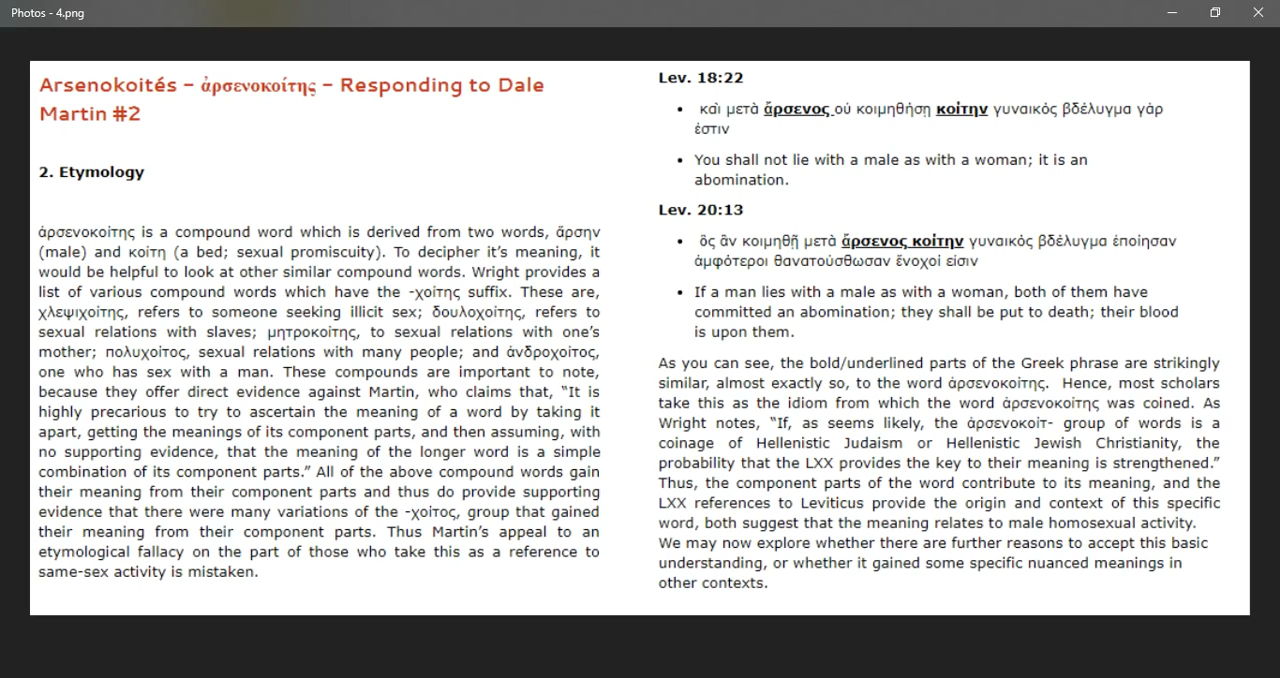 Photos - 4.png
Arsenokoités – ἀρσενοκοίτης – Responding to Dale
Martin #2
2. Etymology
ἀρσενοκοίτης is a compound word which is derived from two words, ἄρσην
(male) and κοίτη (a bed; sexual promiscuity). To decipher it's meaning, it
would be helpful to look at other similar compound words. Wright provides a
list of various compound words which have the -χοίτης suffix. These are,
χλεψιχοίτης, refers to someone seeking illicit sex; δουλοχοίτης, refers to
sexual relations with slaves; μητροκοίτης, to sexual relations with one's
mother; πολυχοίτος, sexual relations with many people; and ἀνδροχοίτος,
one who has sex with a man. These compounds are important to note,
because they offer direct evidence against Martin, who claims that, "It is
highly precarious to try to ascertain the meaning of a word by taking it
apart, getting the meanings of its component parts, and then assuming, with
no supporting evidence, that the meaning of the longer word is a simple
combination of its component parts." All of the above compound words gain
their meaning from their component parts and thus do provide supporting
evidence that there were many variations of the -χοίτος, group that gained
their meaning from their component parts. Thus Martin's appeal to an
etymological fallacy on the part of those who take this as a reference to
same-sex activity is mistaken.
Lev. 18:22
• καὶ μετὰ ἄρσενος οὐ κοιμηθήσῃ κοίτην γυναικός βδέλυγμα γάρ
ἐστιν
• You shall not lie with a male as with a woman; it is an
abomination.
Lev. 20:13
• ὃς ἂν κοιμηθῇ μετὰ ἄρσενος κοίτην γυναικός βδέλυγμα ἐποίησαν
ἀμφότεροι θανατούσθωσαν ἔνοχοί εἰσιν
• If a man lies with a male as with a woman, both of them have
committed an abomination; they shall be put to death; their blood
is upon them.
As you can see, the bold/underlined parts of the Greek phrase are strikingly
similar, almost exactly so, to the word ἀρσενοκοίτης. Hence, most scholars
take this as the idiom from which the word ἀρσενοκοίτης was coined. As
Wright notes, "If, as seems likely, the ἀρσενοκοίτ- group of words is a
coinage of Hellenistic Judaism or Hellenistic Jewish Christianity, the
probability that the LXX provides the key to their meaning is strengthened."
Thus, the component parts of the word contribute to its meaning, and the
LXX references to Leviticus provide the origin and context of this specific
word, both suggest that the meaning relates to male homosexual activity.
We may now explore whether there are further reasons to accept this basic
understanding, or whether it gained some specific nuanced meanings in
other contexts.